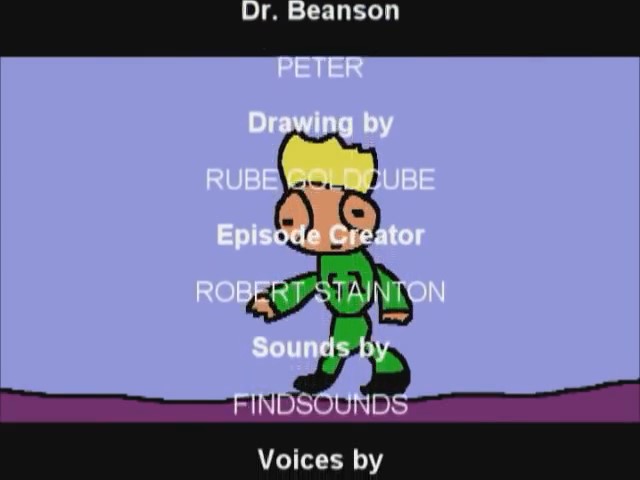 Dr. Beanson
PETER
Drawing by
RUBE GOLDCUBE
Episode Creator
ROBERT STAINTON
Sounds by
FINDSOUNDS
Voices by